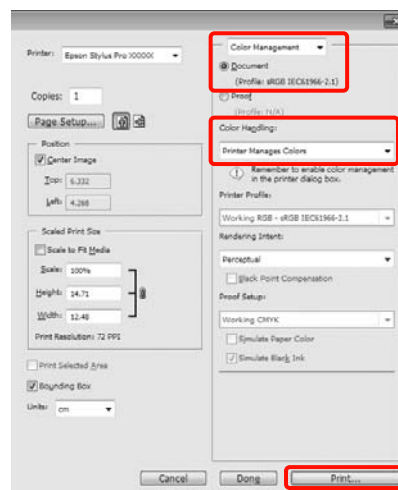 Printer: Epson Stylus Pro XXXXX
Copies: 1
Page Setup...
Position
Center Image
Top: 6.332
Left: 4.268
Scaled Print Size
Scale to Fit Media
Scale: 100%
Height: 14.71
Width: 12.48
Print Resolution: 72 PPI
Print Selected Area
Bounding Box
Units: cm
Color Management
Document
(Profile: sRGB IEC61966-2.1)
Proof
(Profile: N/A)
Color Handling:
Printer Manages Colors
Remember to enable color management
in the printer dialog box.
Printer Profile:
Working RGB - sRGB IEC61966-2.1
Rendering Intent:
Perceptual
Black Point Compensation
Proof Setup:
Working CMYK
Simulate Paper Color
Simulate Black Ink
Cancel
Done
Print...